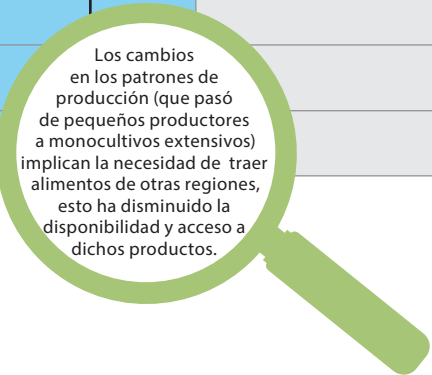 Los cambios
en los patrones de
producción (que pasó
de pequeños productores
a monocultivos extensivos)
implican la necesidad de traer
alimentos de otras regiones,
esto ha disminuido la
disponibilidad y acceso a
dichos productos.